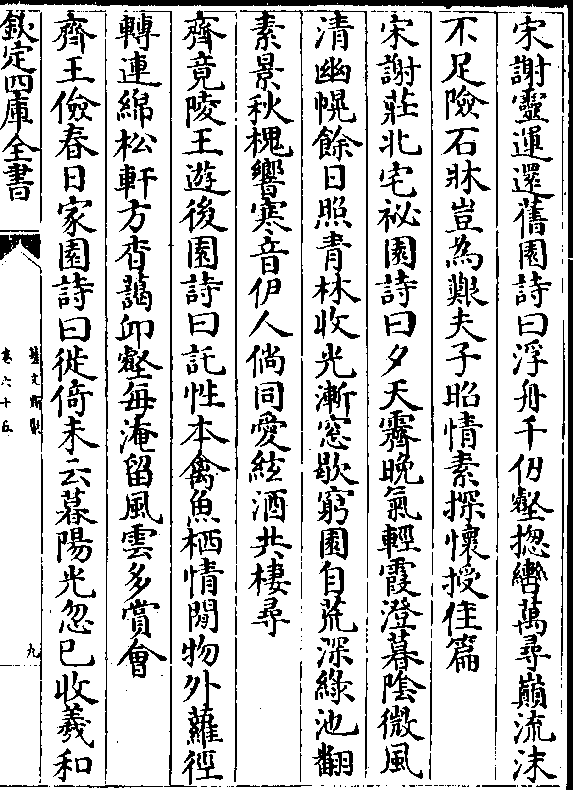 宋謝靈運還舊園詩曰浮舟千仞壑揔轡萬尋巔流沫
不足險石牀豈為艱夫子昭情素探懷授徃篇
宋謝莊北宅祕園詩曰夕天霽晚氣輕霞澄暮陰微風
清幽幌餘日照青林收光漸窓歇窮園自荒深綠池翻
素景秋槐響寒音伊人倘同愛絃酒共棲尋
齊竟陵王遊後園詩曰託性本禽魚栖情閒物外蘿徑
轉連綿松軒方杳藹卬壑每淹留風雲多賞會
齊王儉春日家園詩曰徙倚未云暮陽光忽已收羲和
欽定四庫全書
藝文類聚
卷六十五
九